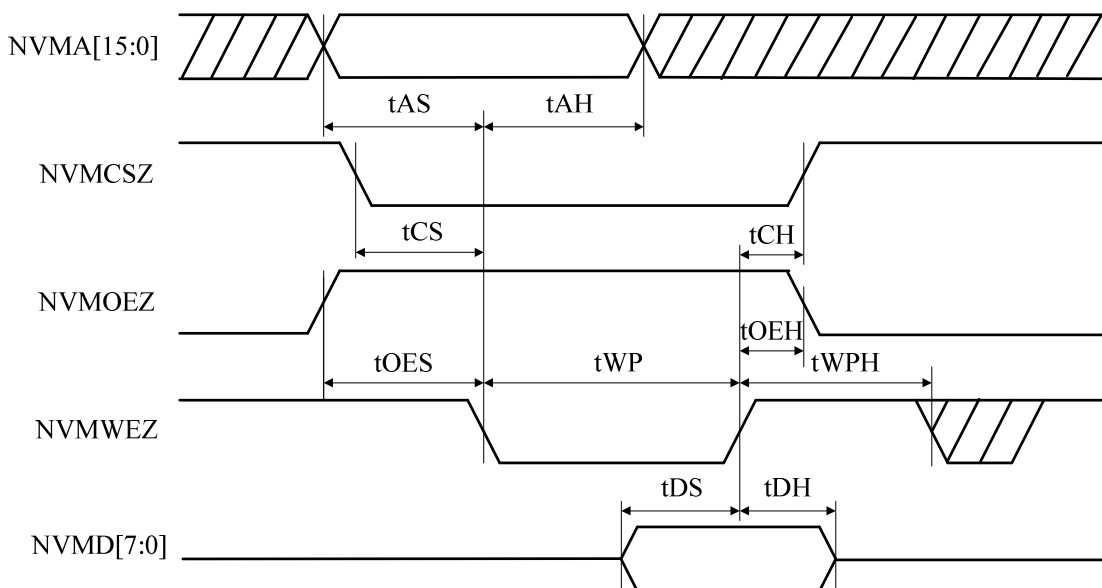 NVMA[15:0]
tAS tAH
NVMCSZ
tCS tCH
NVMOEZ
tOEH
tOES tWP tWPH
NVMWEZ
tDS tDH
NVMD[7:0]